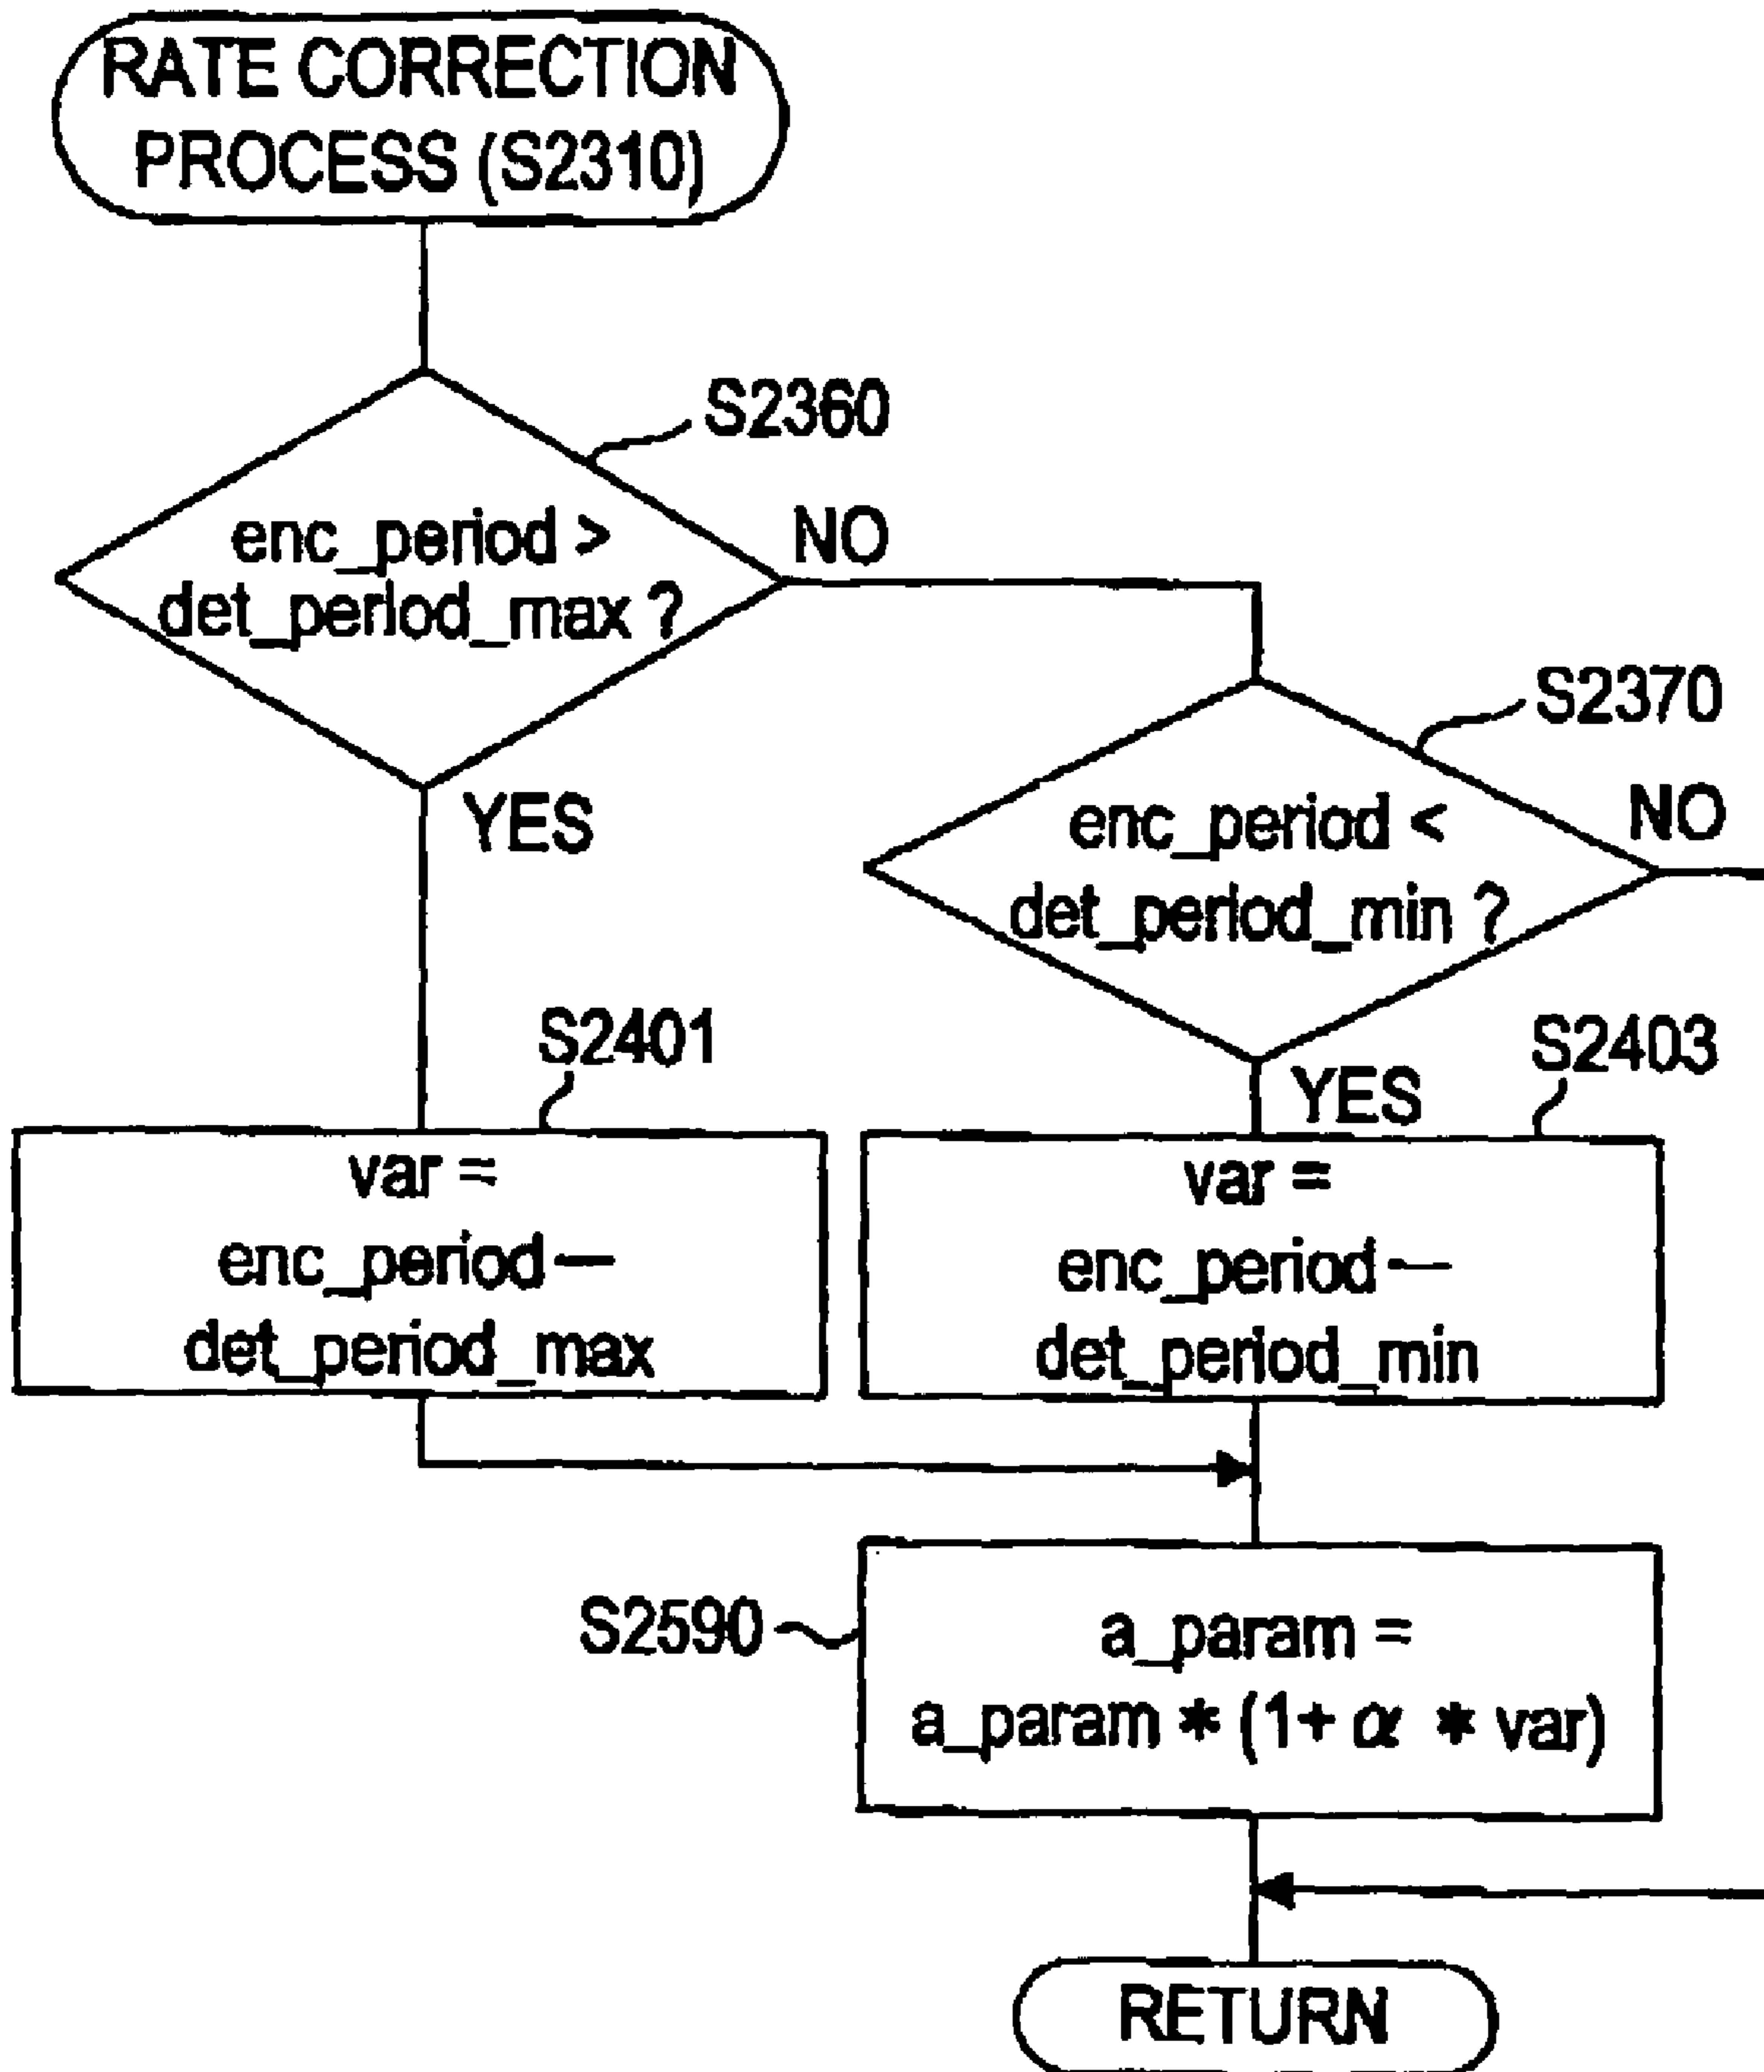 RATE CORRECTION
PROCESS (S2310)
S2360
enc_period >
det_period_max ?
NO
YES
S2370
enc_period <
det_period_min ?
NO
YES
S2401
var =
enc_period —
det_period_max
S2403
var =
enc_period —
det_period_min
S2590
a_param =
a_param * (1+ α * var)
RETURN